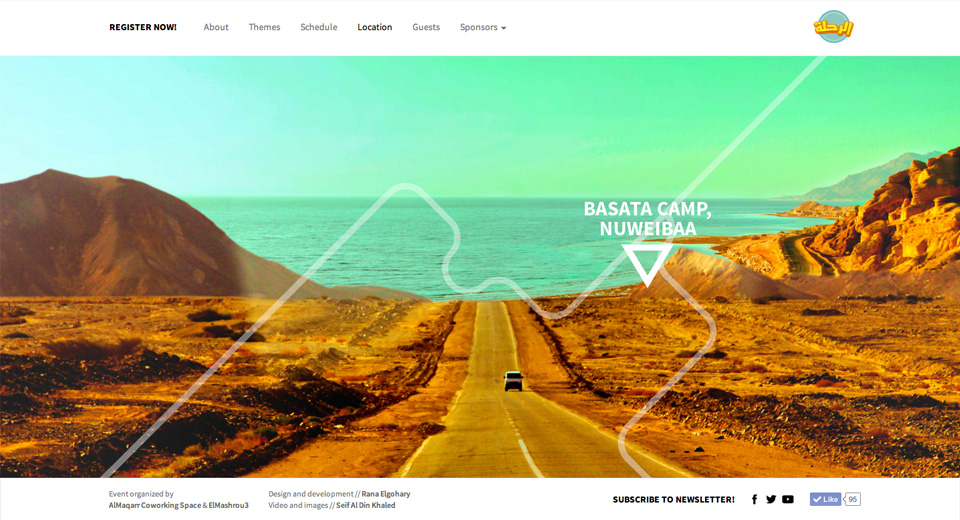 REGISTER NOW! About Themes Schedule Location Guests Sponsors
الرحلة
BASATA CAMP,
NUWEIBAA
Event organized by
AlMaqarr Coworking Space & ElMashrou3
Design and development // Rana Elgohary
Video and images // Seif Al Din Khaled
SUBSCRIBE TO NEWSLETTER!
Like 95